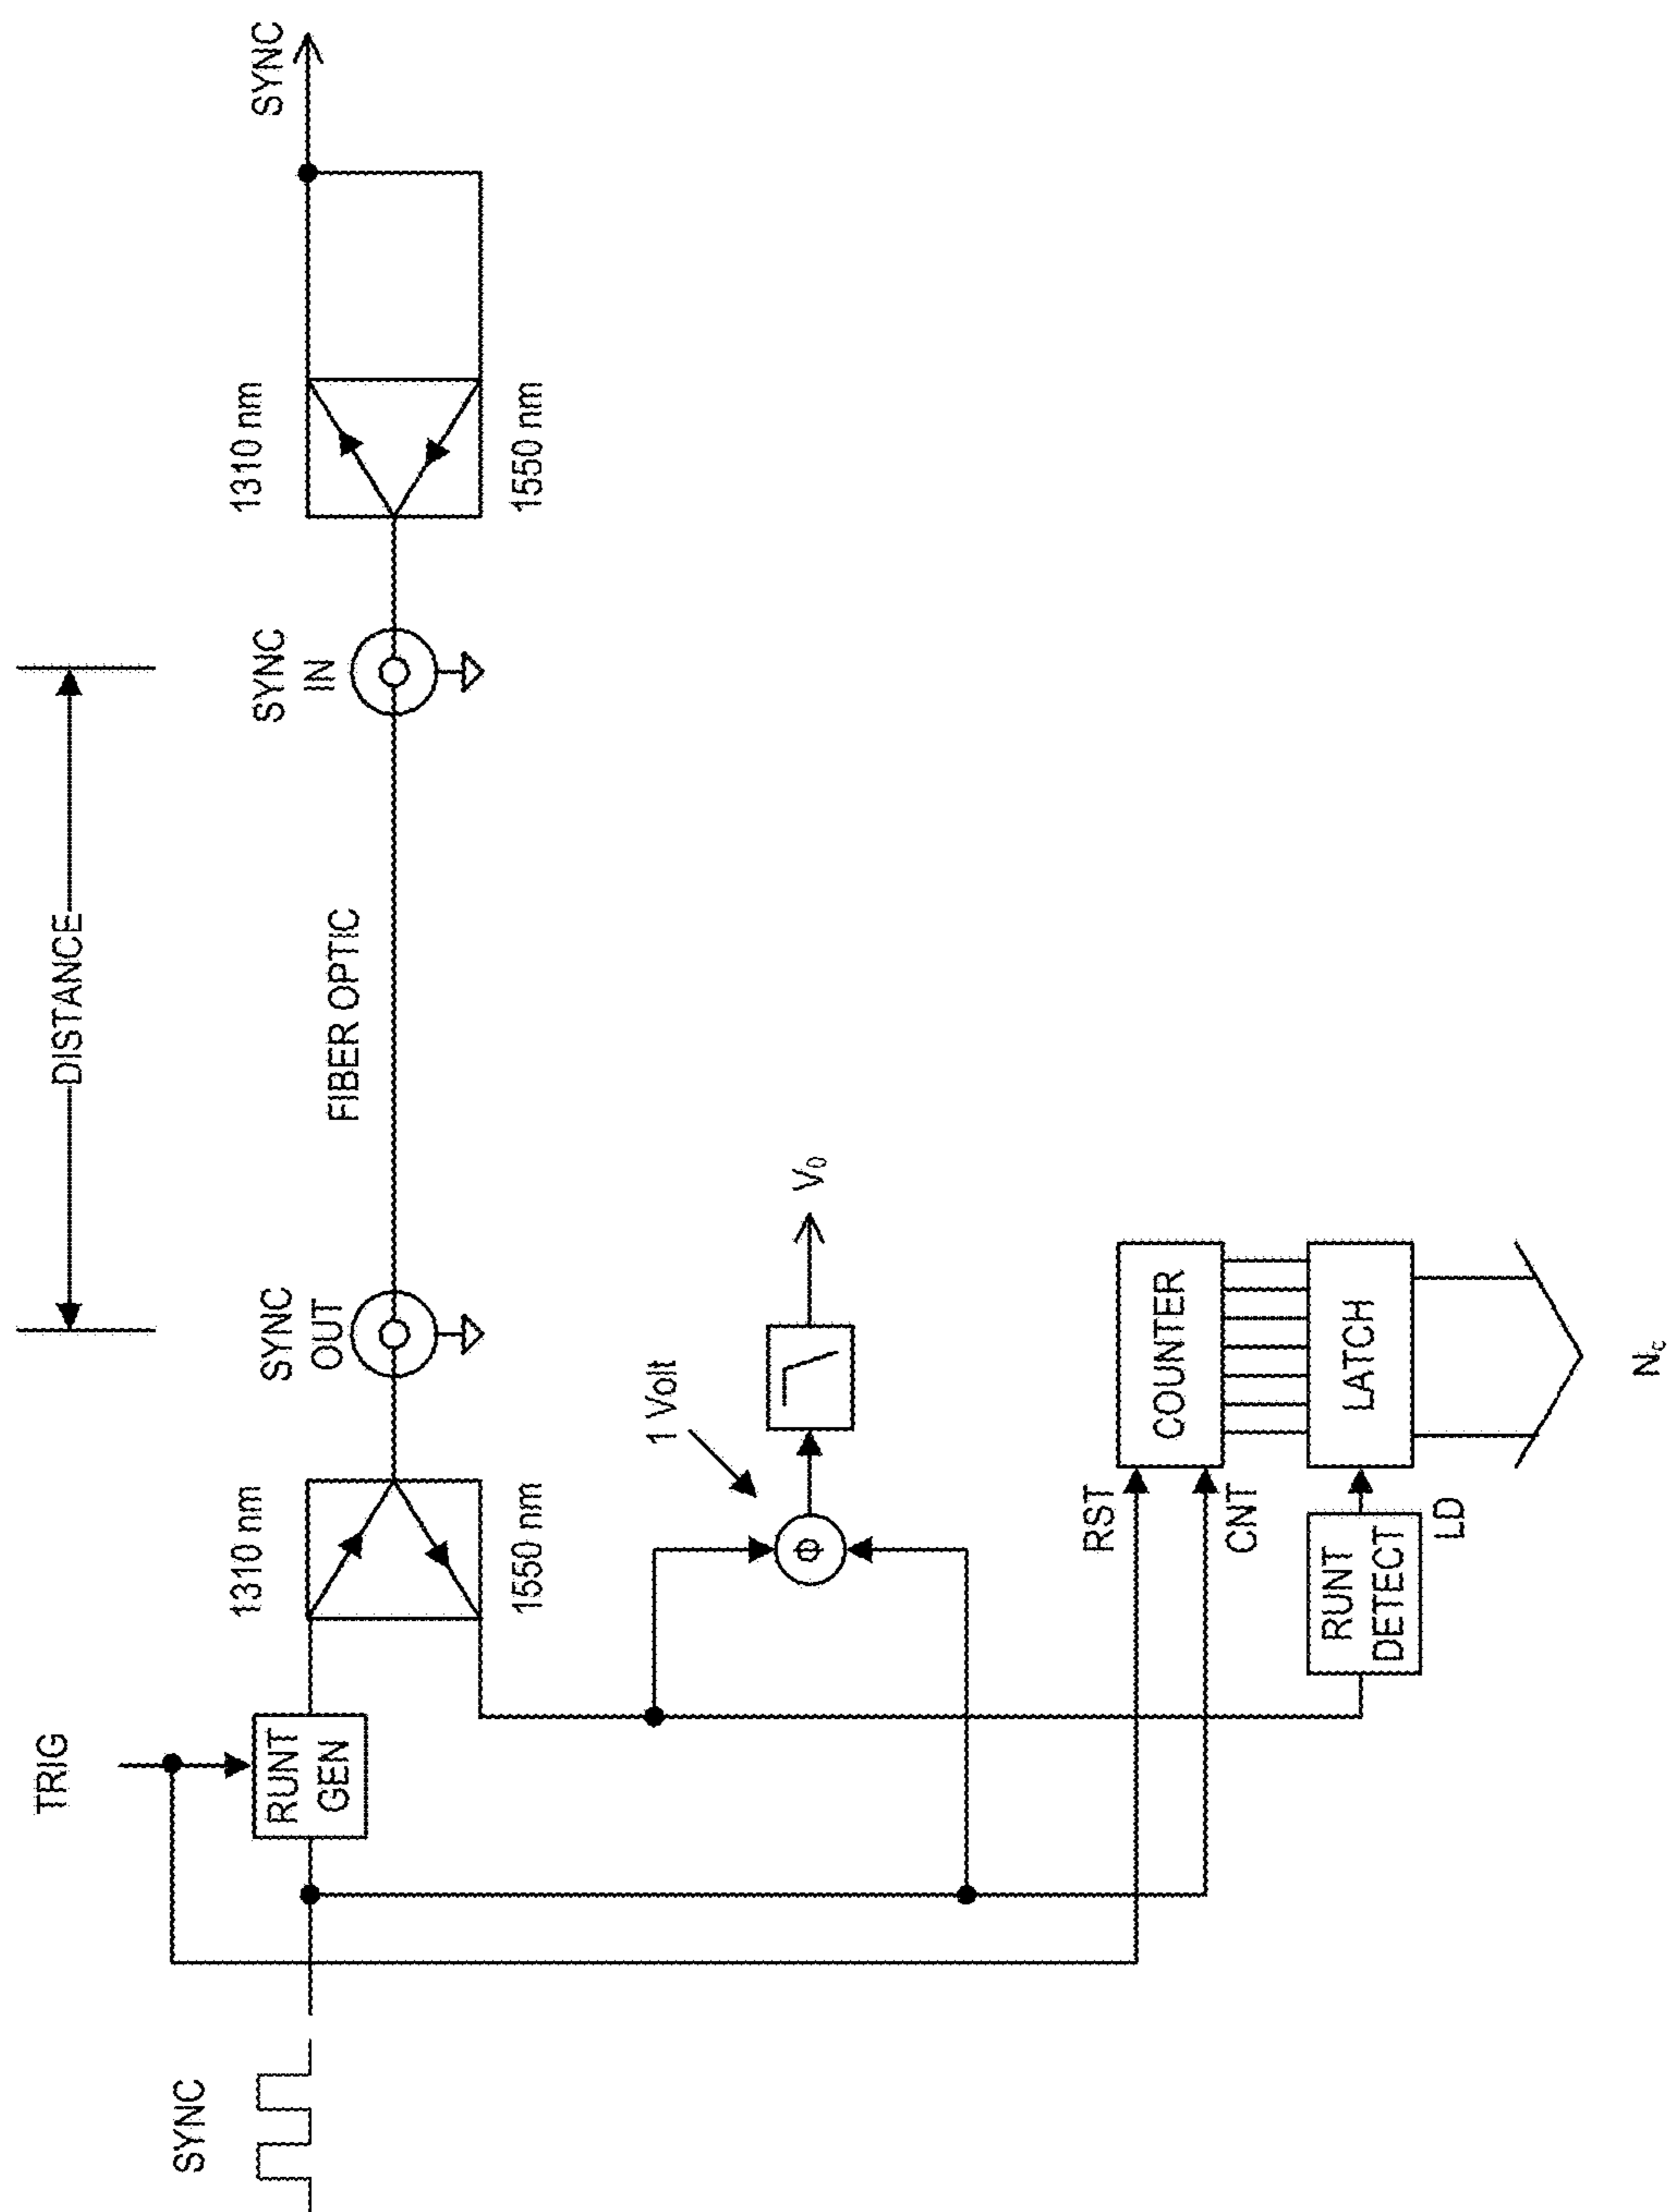 SYNC
TRIG
RUNT
GEN
1310 nm
1550 nm
SYNC
OUT
DISTANCE
FIBER OPTIC
SYNC
IN
1310 nm
1550 nm
SYNC
1 Volt
Φ
V₀
RST
CNT
COUNTER
RUNT
DETECT
LD
LATCH
N꜀